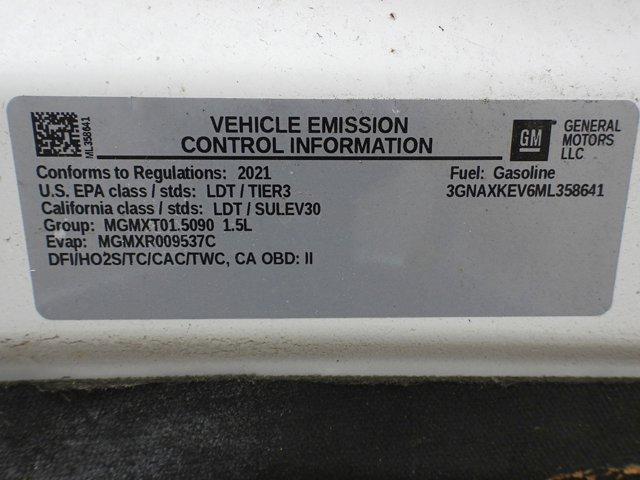 ML358641
VEHICLE EMISSION
CONTROL INFORMATION
GM
GENERAL
MOTORS
LLC
Conforms to Regulations: 2021
U.S. EPA class / stds: LDT / TIER3
California class / stds: LDT / SULEV30
Group: MGMXT01.5090 1.5L
Evap: MGMXR009537C
DFI/HO2S/TC/CAC/TWC, CA OBD: II
Fuel: Gasoline
3GNAXKEV6ML358641